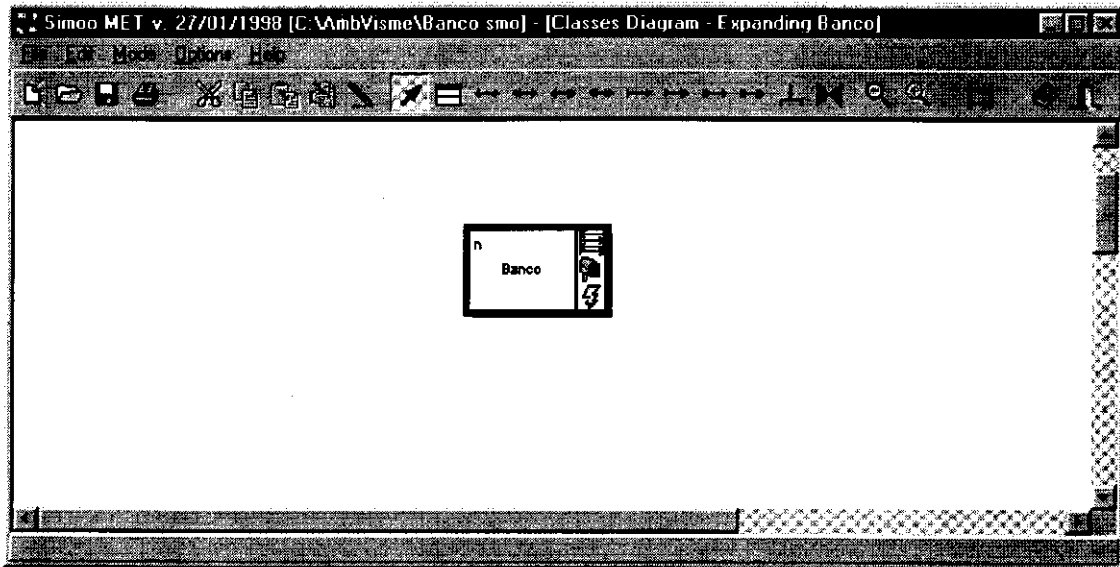 Simoo MET v. 27/01/1998 [C:\AmbVisme\Banco smo] - [Classes Diagram - Expanding Banco]
File Edit Mode Options Help
n
Banco